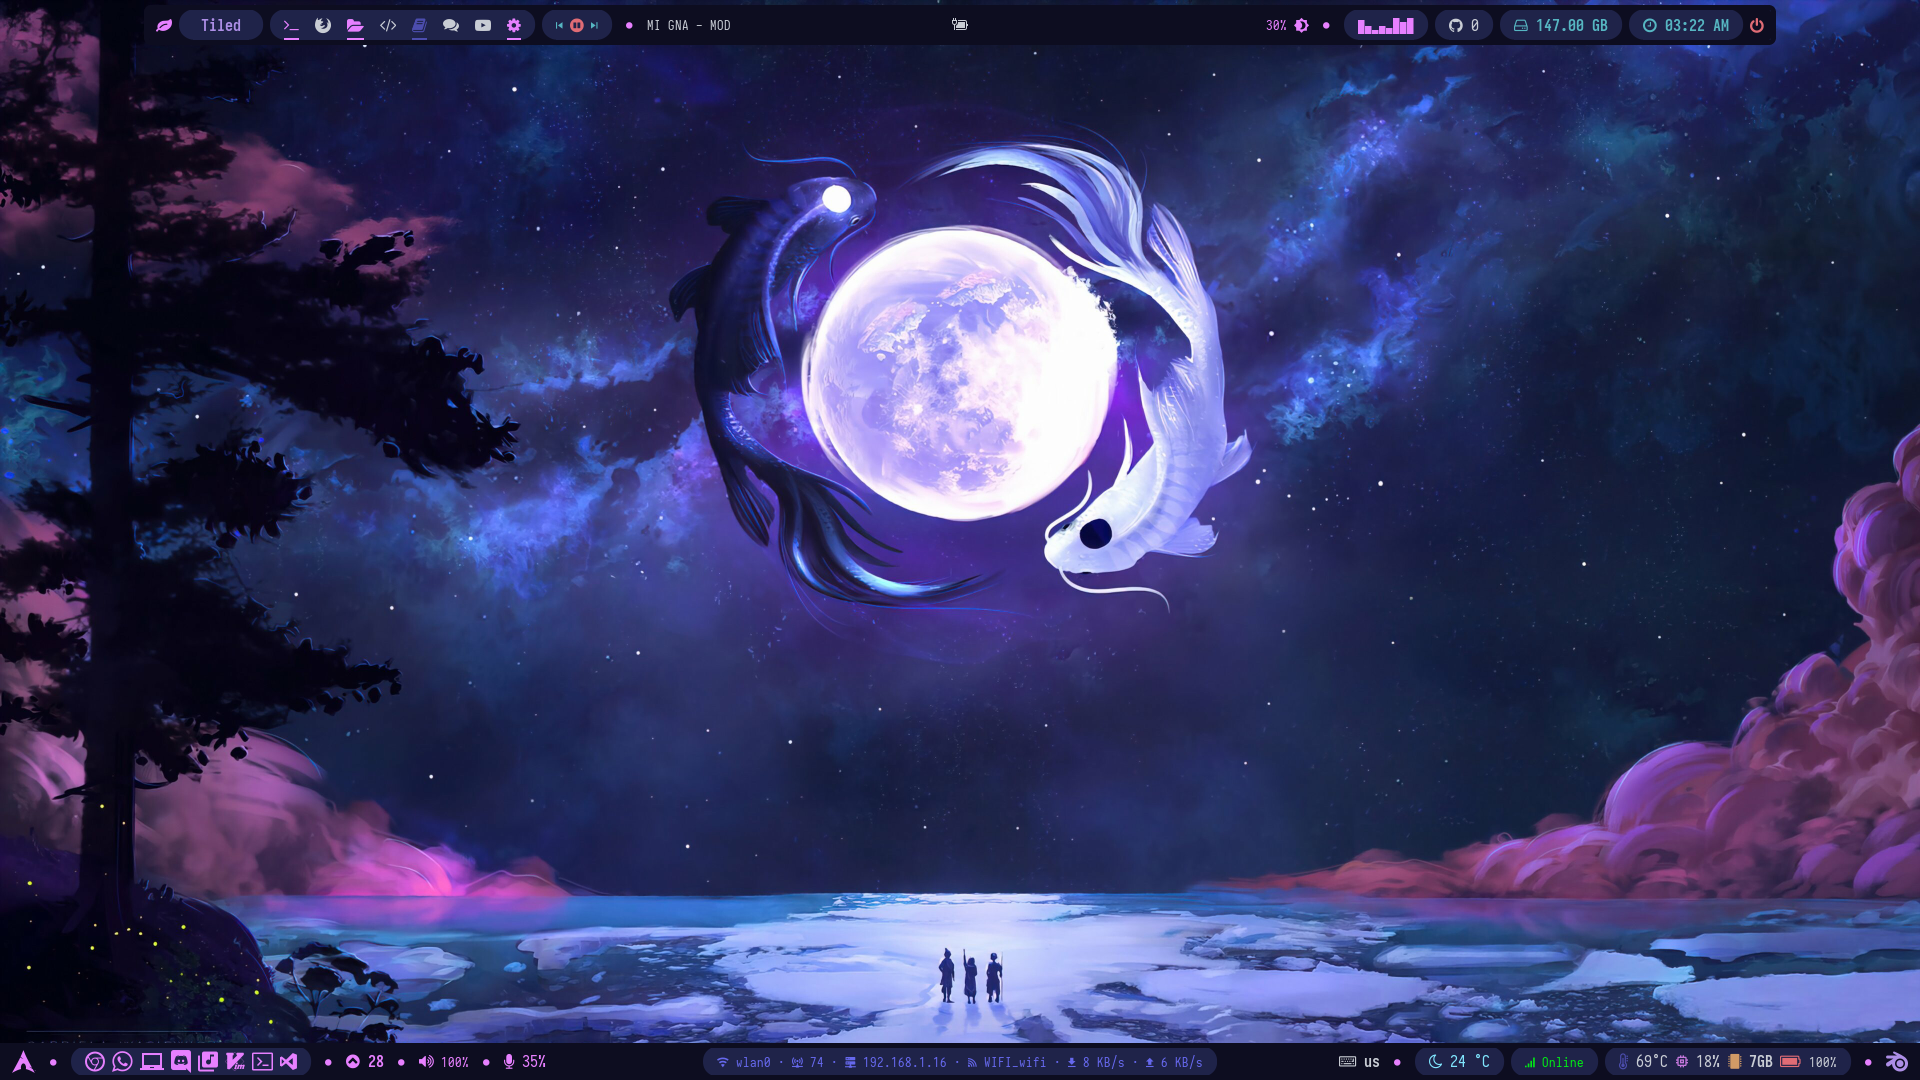 Tiled
MI GNA - MOD
30%
0
147.00 GB
03:22 AM
28
100%
35%
wlan0 · 74 · 192.168.1.16 · WIFI_wifi · 8 KB/s · 6 KB/s
us
24 °C
Online
69°C
18%
7GB
100%